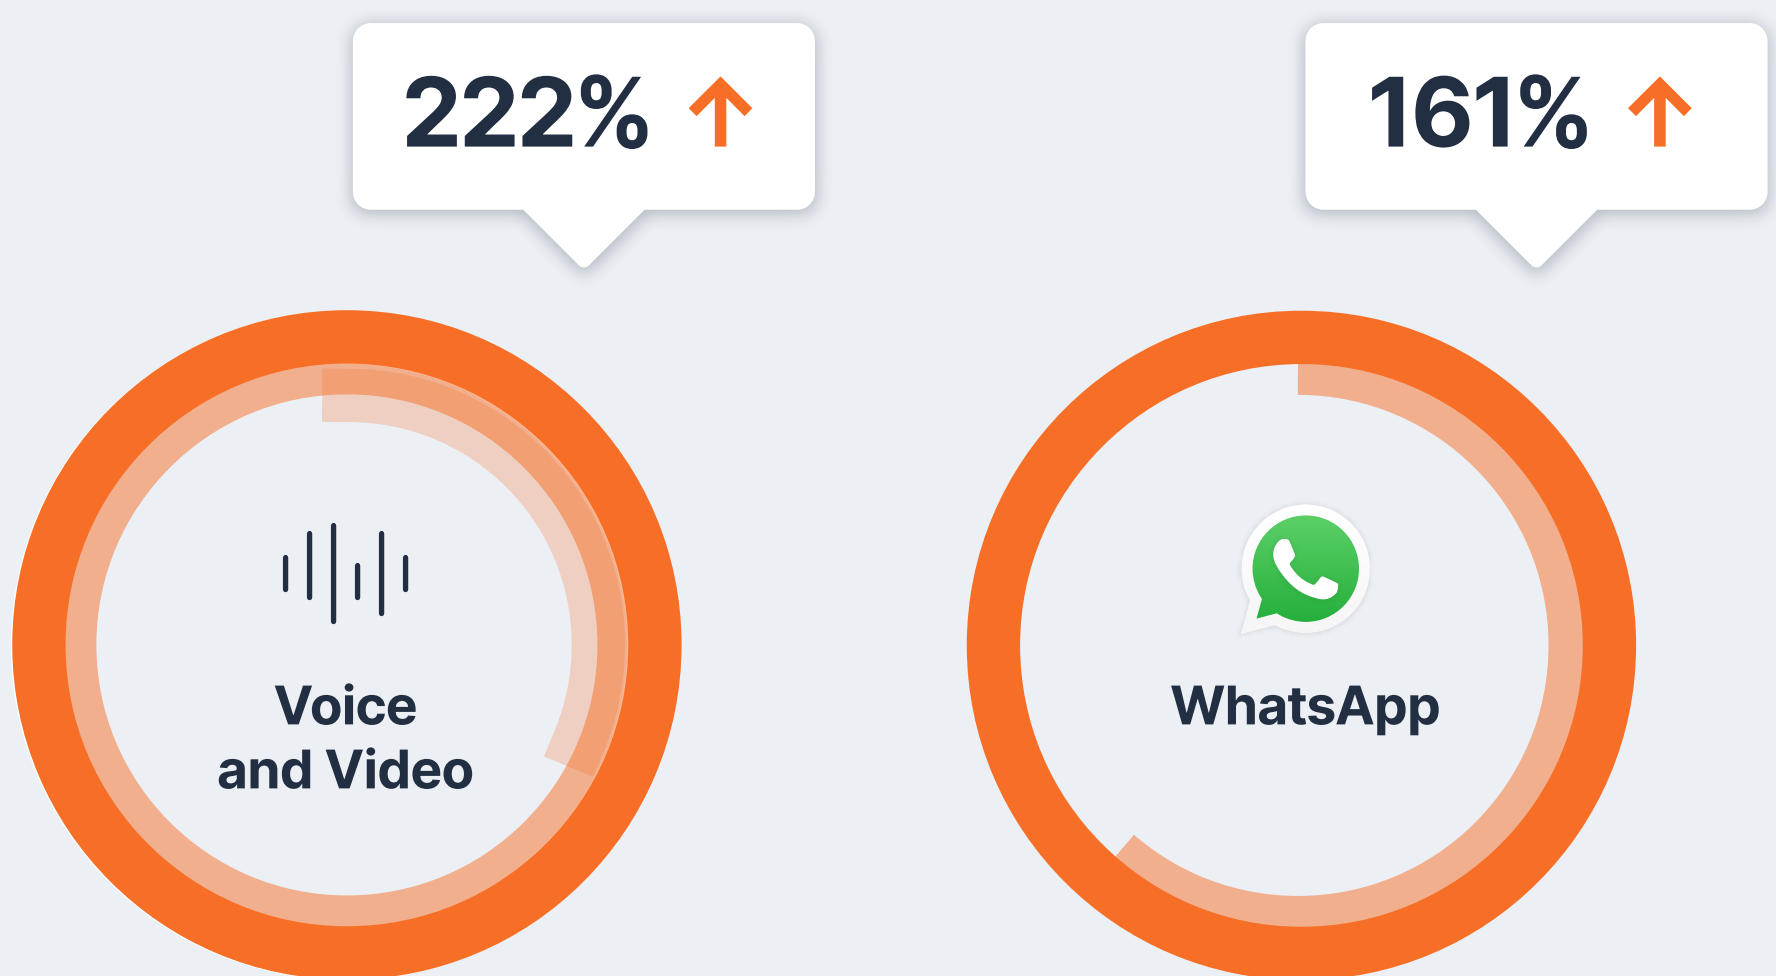 222% ↑
161% ↑
Voice
and Video
WhatsApp